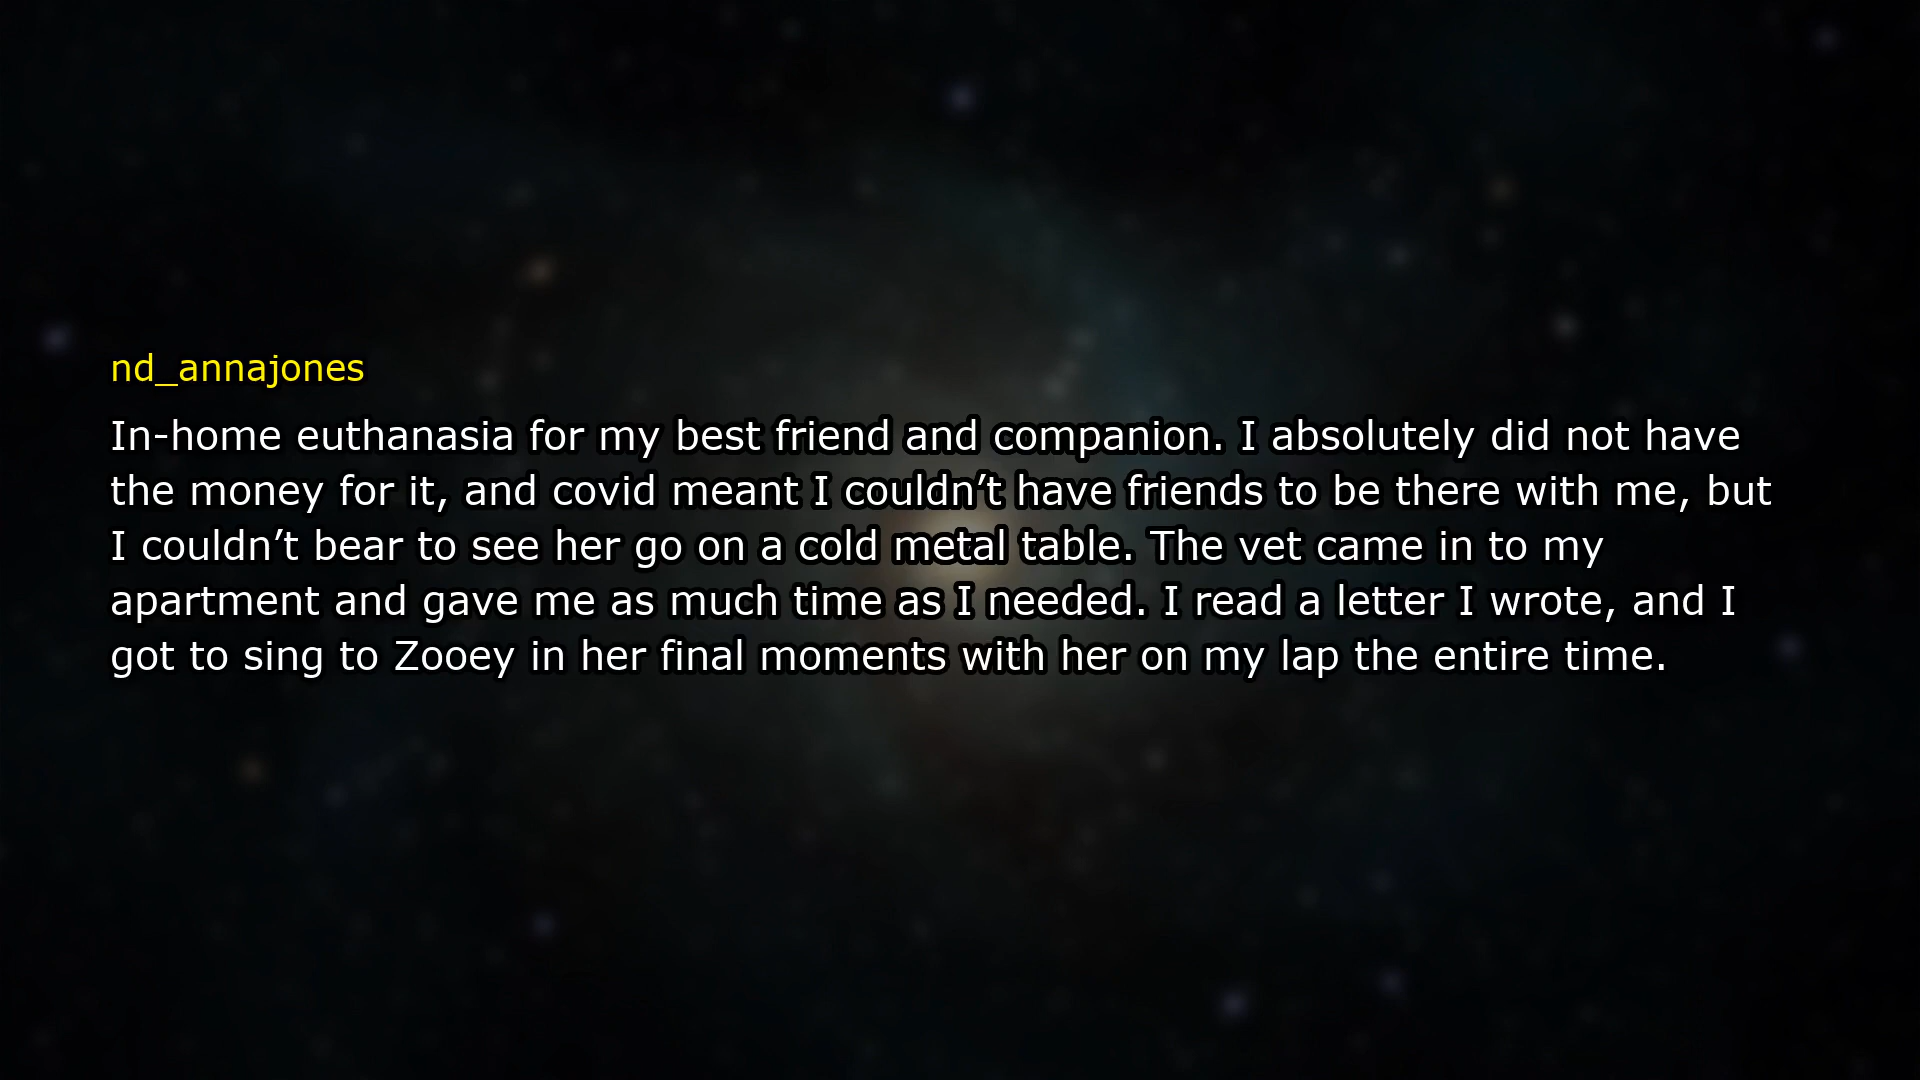 nd_annajones
In-home euthanasia for my best friend and companion. I absolutely did not have
the money for it, and covid meant I couldn’t have friends to be there with me, but
I couldn’t bear to see her go on a cold metal table. The vet came in to my
apartment and gave me as much time as I needed. I read a letter I wrote, and I
got to sing to Zooey in her final moments with her on my lap the entire time.